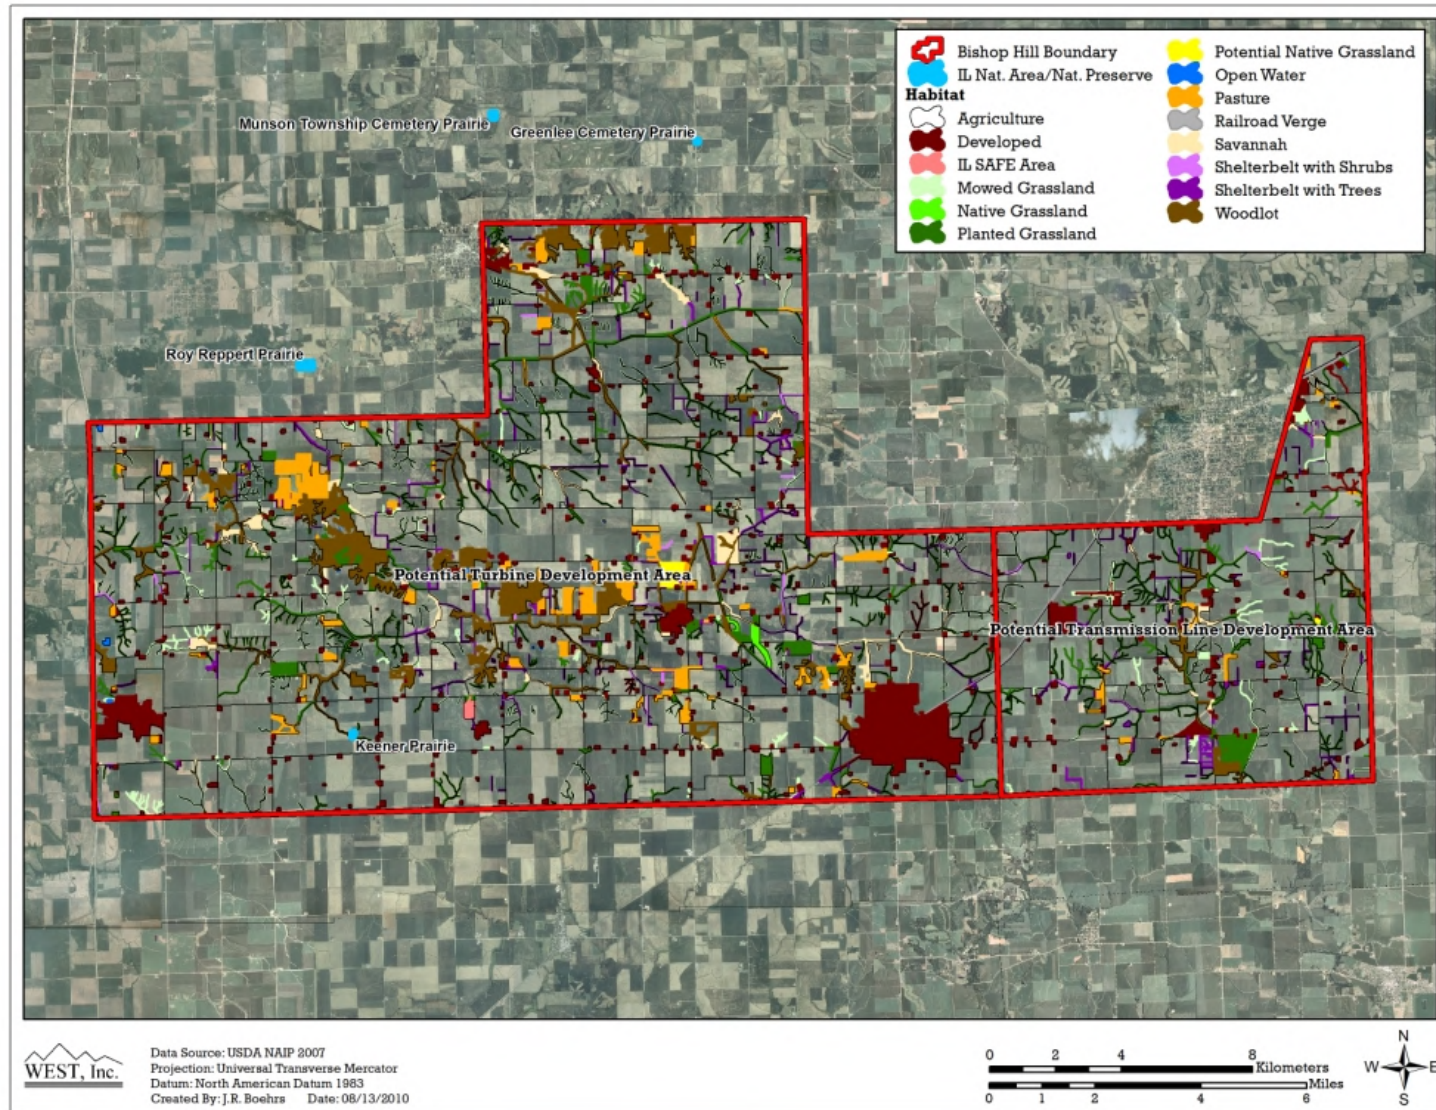 Bishop Hill Boundary
IL Nat. Area/Nat. Preserve
Habitat
Agriculture
Developed
IL SAFE Area
Mowed Grassland
Native Grassland
Planted Grassland
Potential Native Grassland
Open Water
Pasture
Railroad Verge
Savannah
Shelterbelt with Shrubs
Shelterbelt with Trees
Woodlot
Munson Township Cemetery Prairie
Greenlee Cemetery Prairie
Roy Reppert Prairie
Potential Turbine Development Area
Potential Transmission Line Development Area
Keener Prairie
WEST, Inc.
Data Source: USDA NAIP 2007
Projection: Universal Transverse Mercator
Datum: North American Datum 1983
Created By: J.R. Boehrs Date: 08/13/2010
0 2 4 8
Kilometers
Miles
0 1 2 4 6
N
W E
S